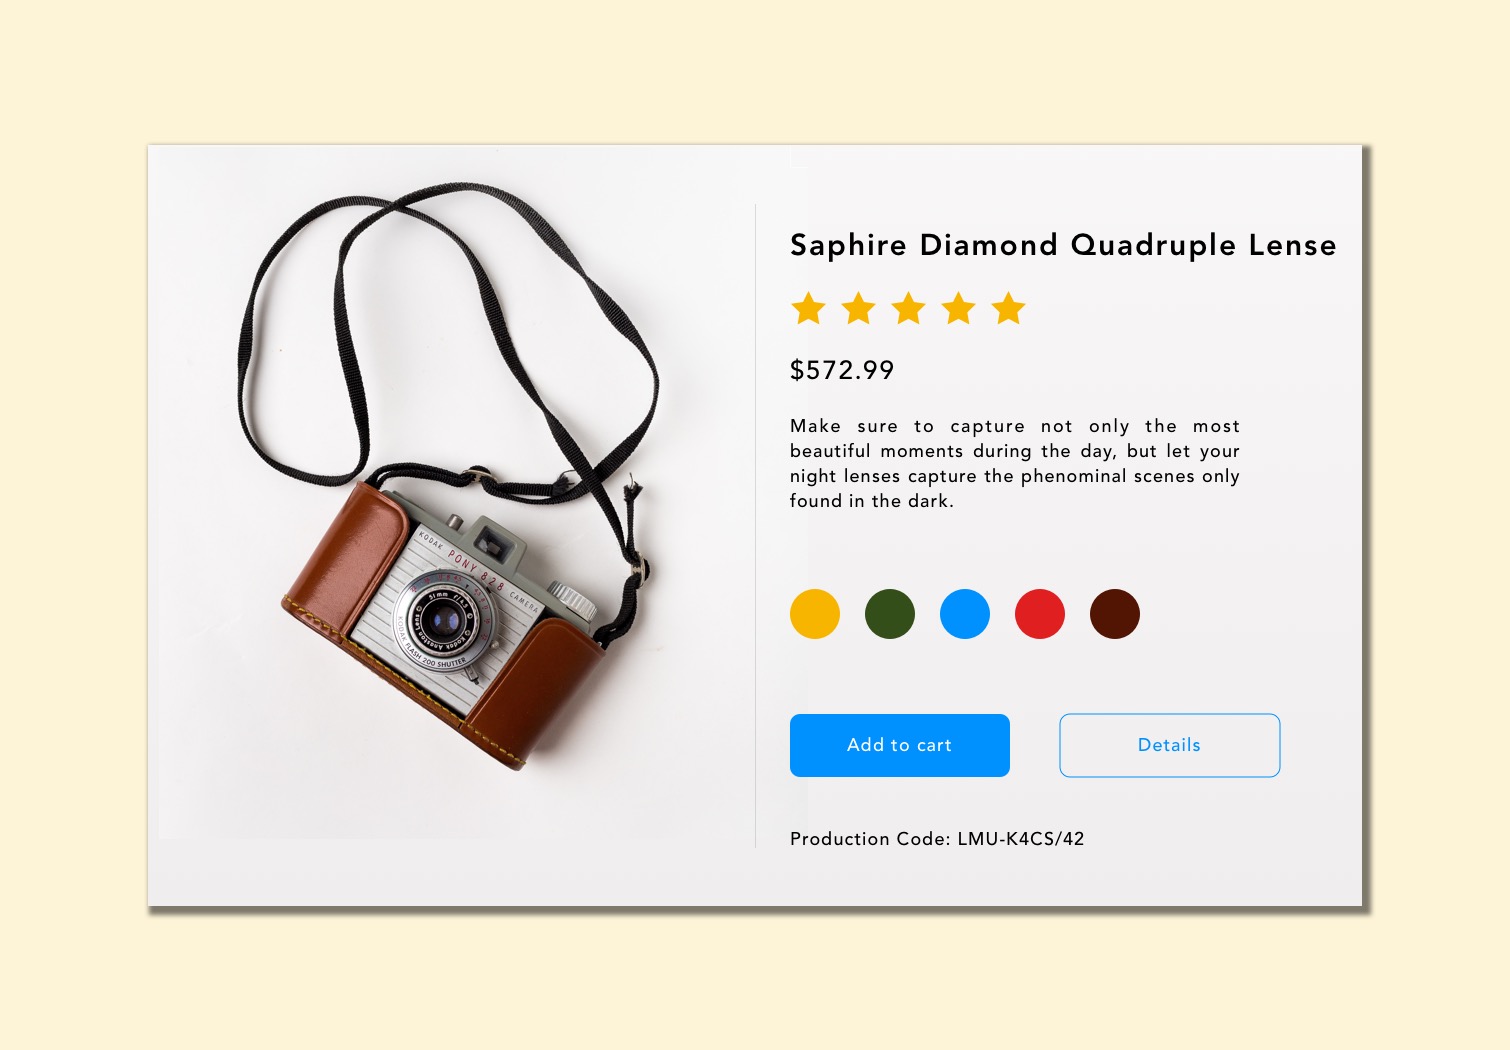 Saphire Diamond Quadruple Lense
$572.99
Make sure to capture not only the most
beautiful moments during the day, but let your
night lenses capture the phenominal scenes only
found in the dark.
Add to cart
Details
Production Code: LMU-K4CS/42
KODAK PONY 828 CAMERA
51mm f/4.5
Kodak Anaston Lens
KODAK FLASH 200 SHUTTER